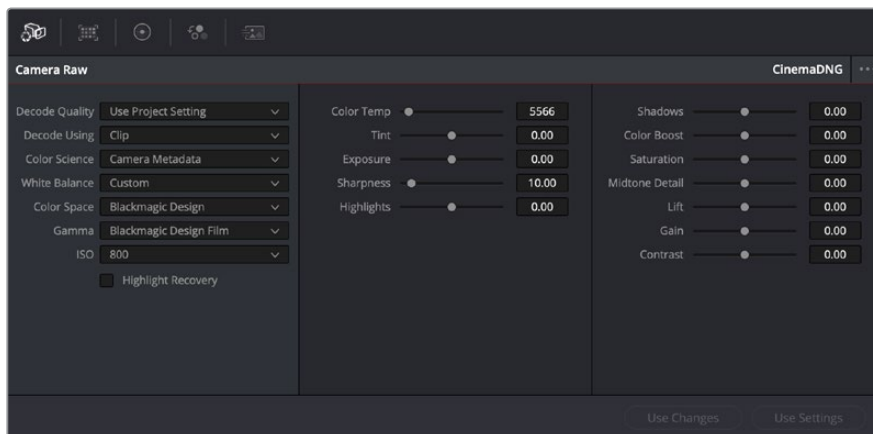 Camera Raw CinemaDNG
Decode Quality Use Project Setting
Decode Using Clip
Color Science Camera Metadata
White Balance Custom
Color Space Blackmagic Design
Gamma Blackmagic Design Film
ISO 800
Highlight Recovery
Color Temp 5566
Tint 0.00
Exposure 0.00
Sharpness 10.00
Highlights 0.00
Shadows 0.00
Color Boost 0.00
Saturation 0.00
Midtone Detail 0.00
Lift 0.00
Gain 0.00
Contrast 0.00
Use Changes Use Settings